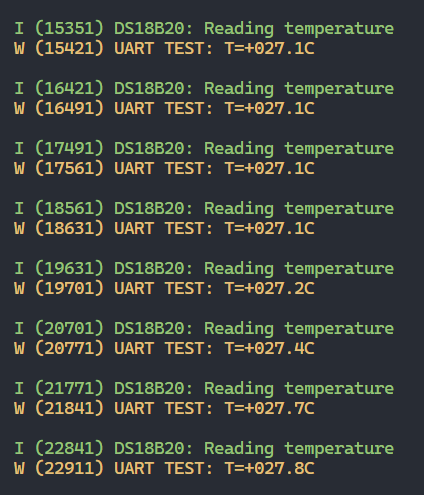 I (15351) DS18B20: Reading temperature
W (15421) UART TEST: T=+027.1C
I (16421) DS18B20: Reading temperature
W (16491) UART TEST: T=+027.1C
I (17491) DS18B20: Reading temperature
W (17561) UART TEST: T=+027.1C
I (18561) DS18B20: Reading temperature
W (18631) UART TEST: T=+027.1C
I (19631) DS18B20: Reading temperature
W (19701) UART TEST: T=+027.2C
I (20701) DS18B20: Reading temperature
W (20771) UART TEST: T=+027.4C
I (21771) DS18B20: Reading temperature
W (21841) UART TEST: T=+027.7C
I (22841) DS18B20: Reading temperature
W (22911) UART TEST: T=+027.8C